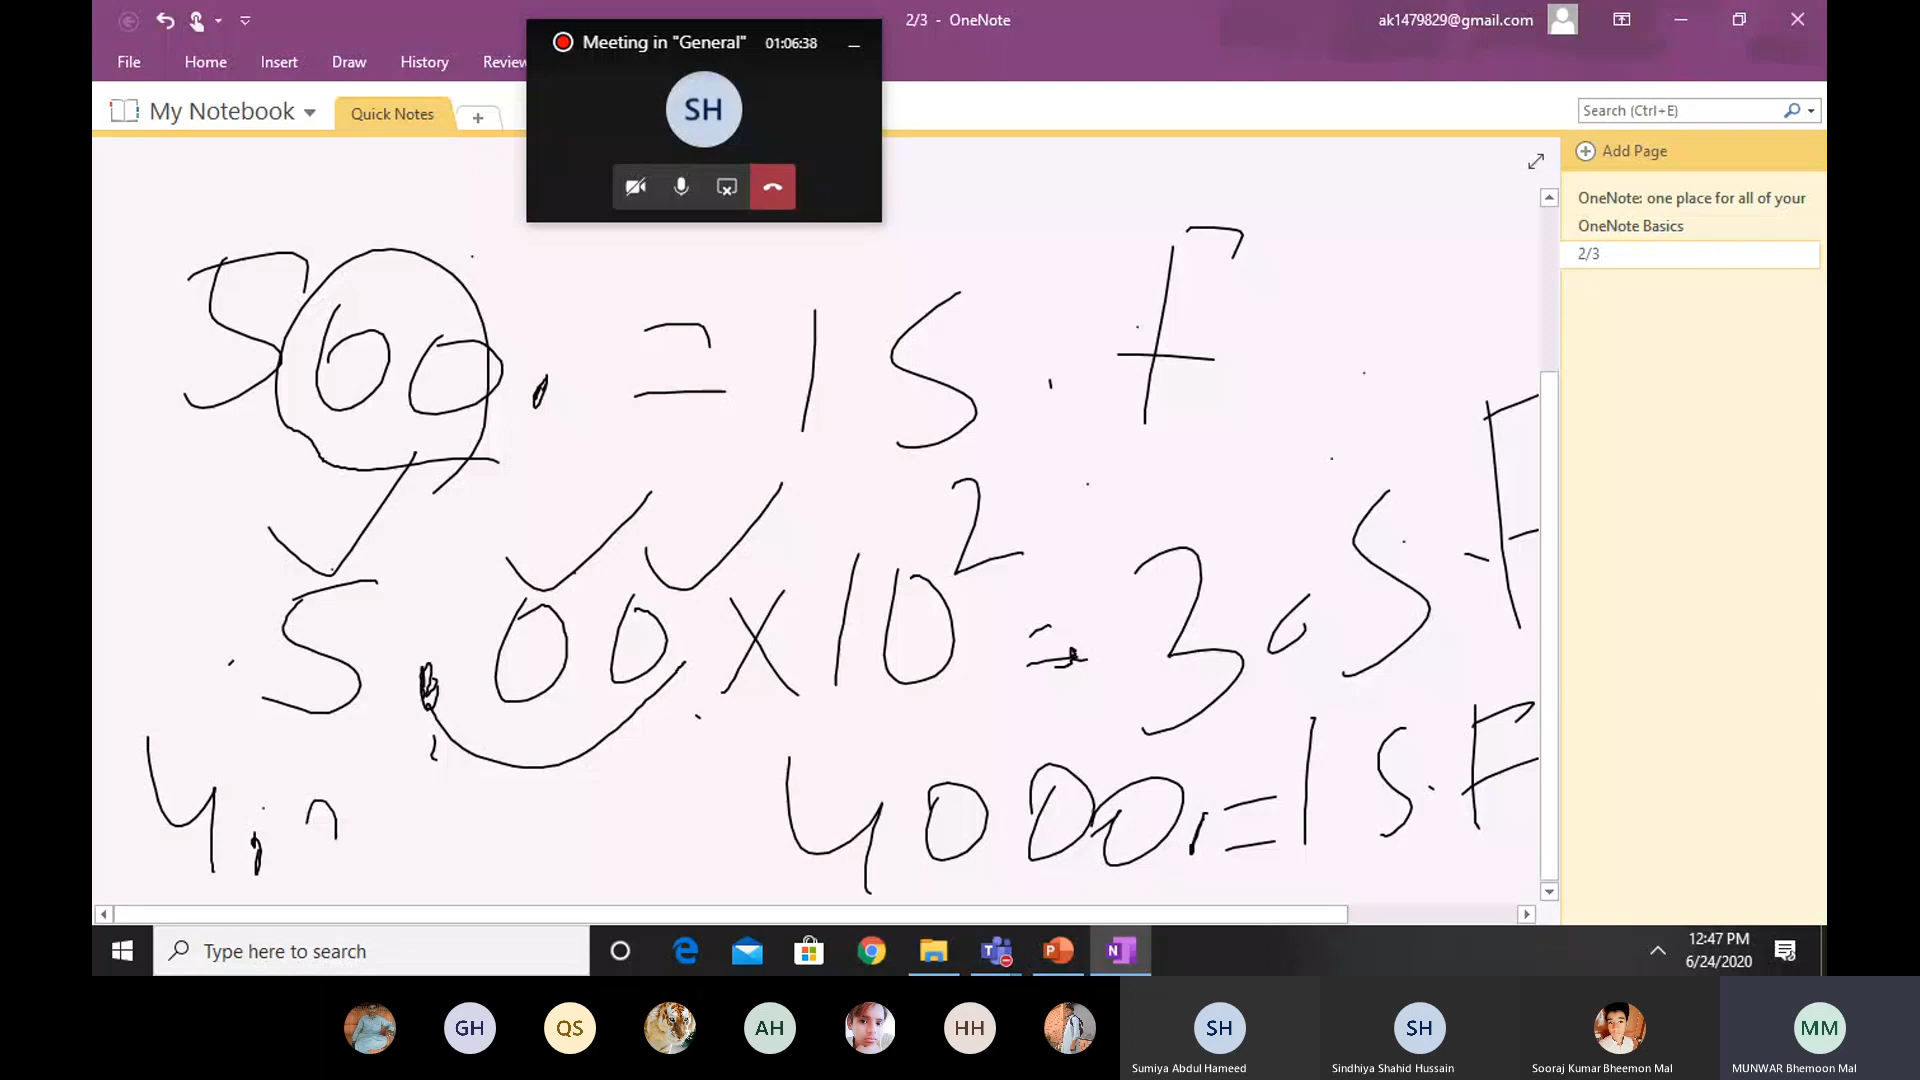 2/3 - OneNote
ak1479829@gmail.com
Meeting in "General" 01:06:38
SH
File Home Insert Draw History Review
My Notebook
Quick Notes
Search (Ctrl+E)
Add Page
OneNote: one place for all of your
OneNote Basics
2/3
500. = 1 S. F
5.00 x 10² = 3. S.F
4.
4000. = 1 S.F
Type here to search
12:47 PM
6/24/2020
GH QS AH HH SH SH MM
Sumiya Abdul Hameed Sindhiya Shahid Hussain Sooraj Kumar Bheemon Mal MUNWAR Bhemoon Mal